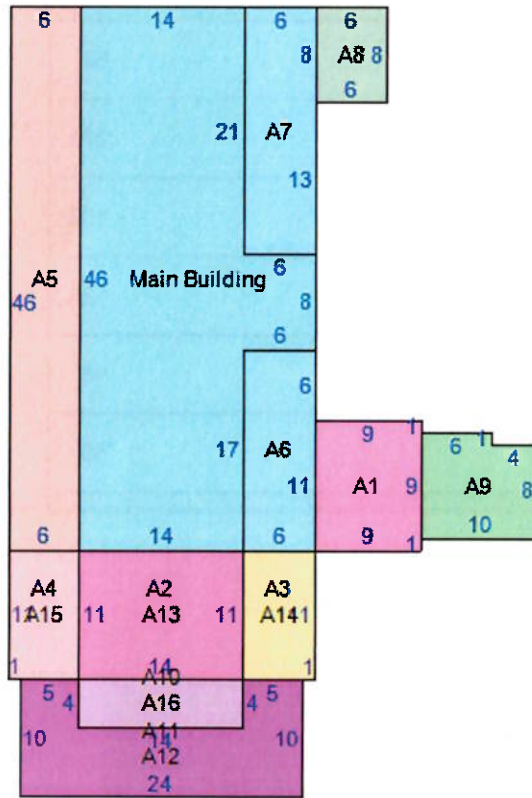 6 14 6 6
8 A8 8
6
21 A7
13
A5 46 Main Building 6
46 8
6
6
9 1
17 A6 6 1 4
11 A1 9 A9 8
6 14 6 9 1 10
A4 A2 A3
A15 11 A13 11 A14 1
1 14 1
A10
5 4 A16 4 5
A11
10 14 10
A12
24